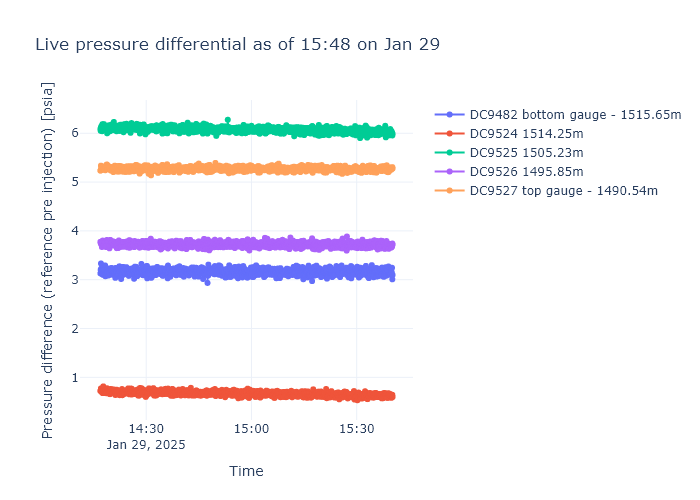 Live pressure differential as of 15:48 on Jan 29
Pressure difference (reference pre injection) [psia]
6
5
4
3
2
1
14:30
Jan 29, 2025
15:00
15:30
Time
DC9482 bottom gauge - 1515.65m
DC9524 1514.25m
DC9525 1505.23m
DC9526 1495.85m
DC9527 top gauge - 1490.54m